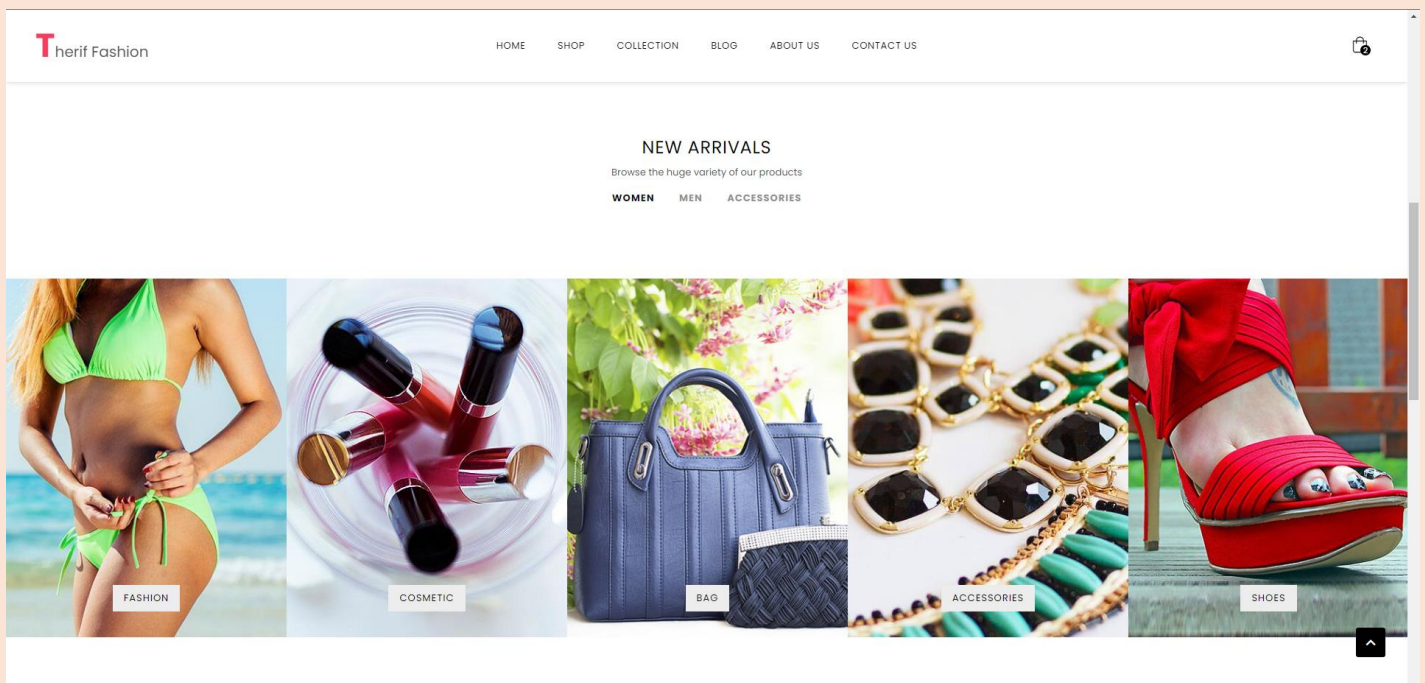 Therif Fashion
HOME SHOP COLLECTION BLOG ABOUT US CONTACT US
2
NEW ARRIVALS
Browse the huge variety of our products
WOMEN MEN ACCESSORIES
FASHION
COSMETIC
BAG
ACCESSORIES
SHOES